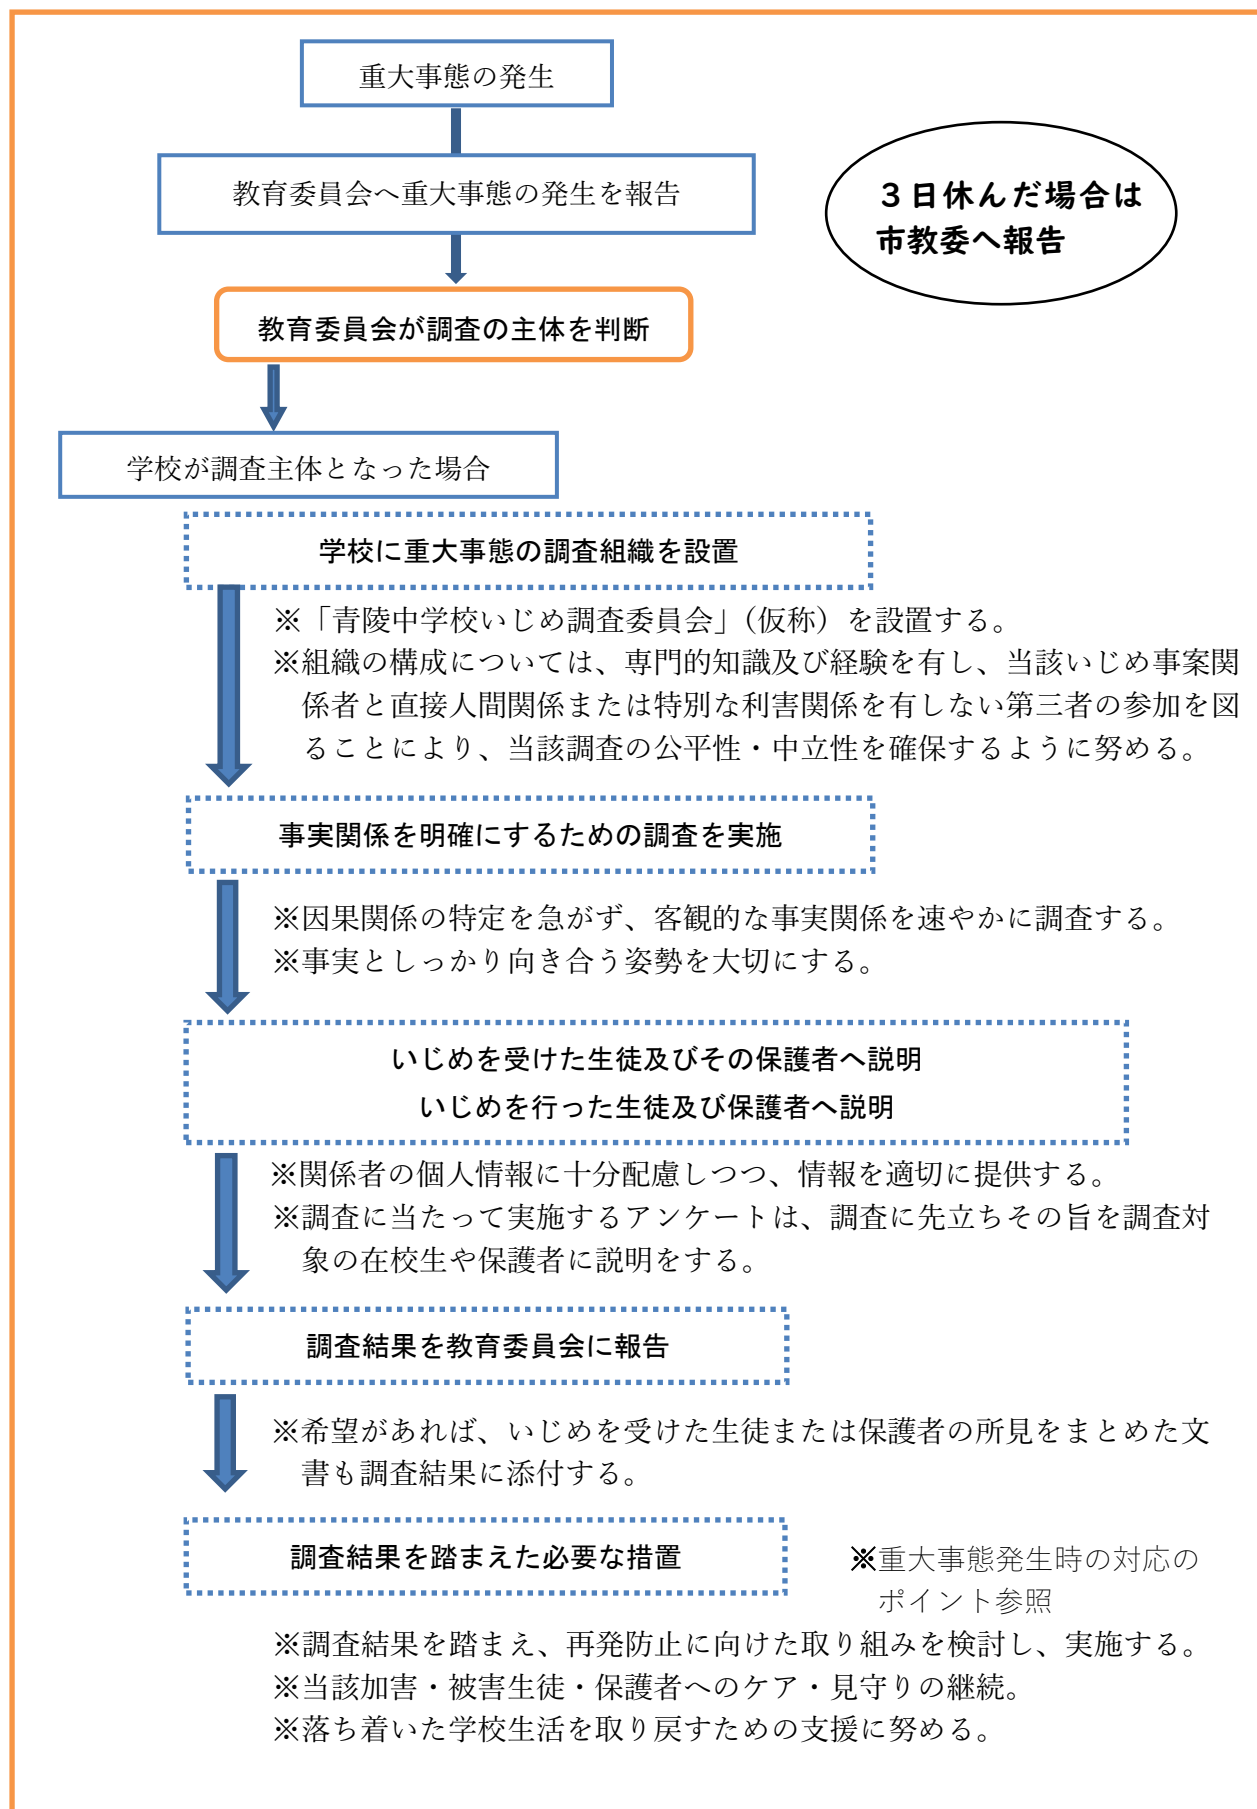 重大事態の発生
教育委員会へ重大事態の発生を報告
３日休んだ場合は
市教委へ報告
教育委員会が調査の主体を判断
学校が調査主体となった場合
学校に重大事態の調査組織を設置
※「青陵中学校いじめ調査委員会」（仮称）を設置する。
※組織の構成については、専門的知識及び経験を有し、当該いじめ事案関
係者と直接人間関係または特別な利害関係を有しない第三者の参加を図
ることにより、当該調査の公平性・中立性を確保するように努める。
事実関係を明確にするための調査を実施
※因果関係の特定を急がず、客観的な事実関係を速やかに調査する。
※事実としっかり向き合う姿勢を大切にする。
いじめを受けた生徒及びその保護者へ説明
いじめを行った生徒及び保護者へ説明
※関係者の個人情報に十分配慮しつつ、情報を適切に提供する。
※調査に当たって実施するアンケートは、調査に先立ちその旨を調査対
象の在校生や保護者に説明をする。
調査結果を教育委員会に報告
※希望があれば、いじめを受けた生徒または保護者の所見をまとめた文
書も調査結果に添付する。
調査結果を踏まえた必要な措置
※重大事態発生時の対応の
ポイント参照
※調査結果を踏まえ、再発防止に向けた取り組みを検討し、実施する。
※当該加害・被害生徒・保護者へのケア・見守りの継続。
※落ち着いた学校生活を取り戻すための支援に努める。